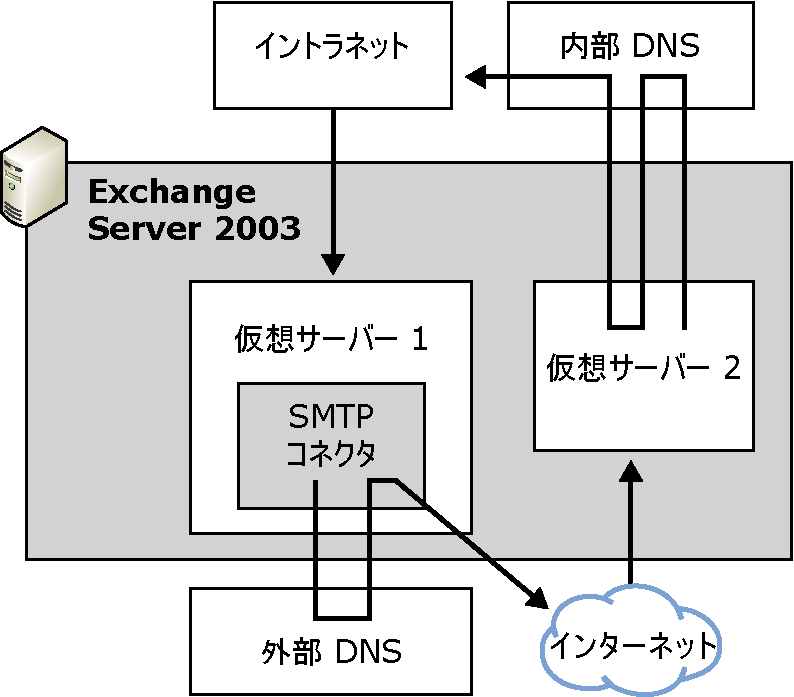 イントラネット
内部 DNS
Exchange
Server 2003
仮想サーバー 1
SMTP
コネクタ
仮想サーバー 2
外部 DNS
インターネット